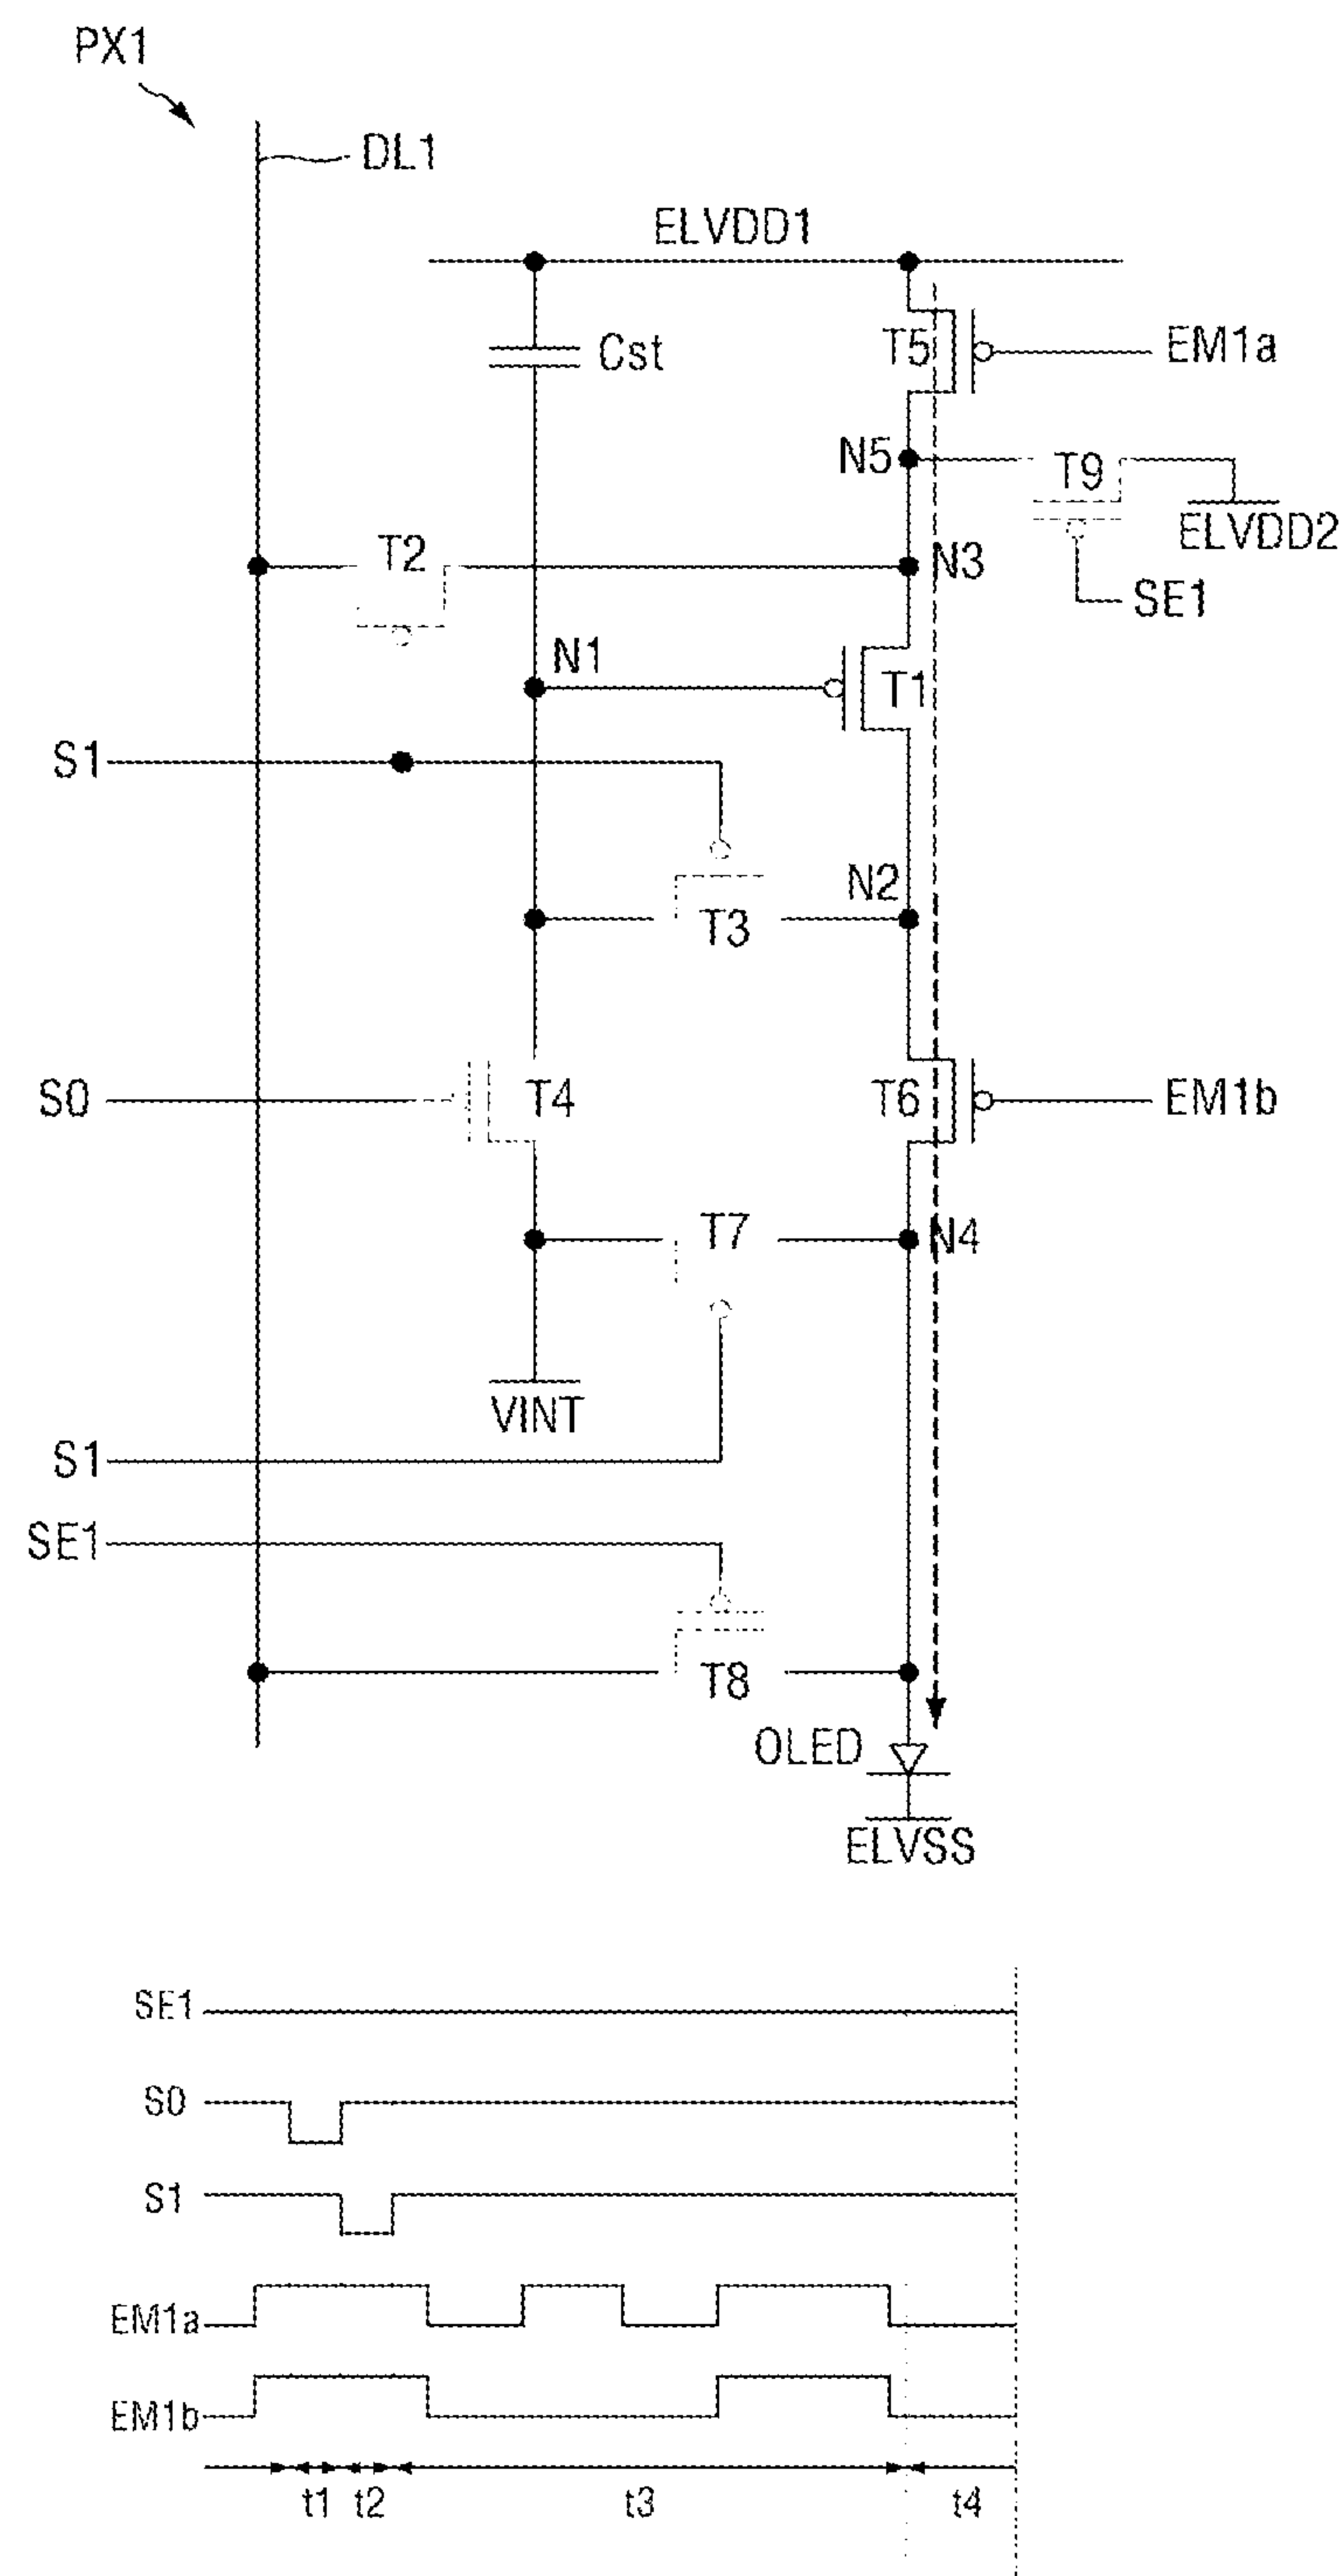 PX1
DL1
ELVDD1
Cst
T5
EM1a
N5
T9
ELVDD2
T2
N3
SE1
N1
T1
S1
N2
T3
S0
T4
T6
EM1b
T7
N4
VINT
S1
SE1
T8
OLED
ELVSS
SE1
S0
S1
EM1a
EM1b
t1 t2 t3 t4